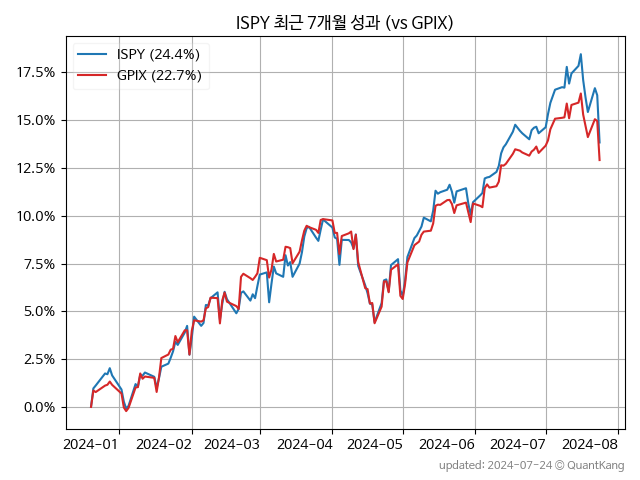 ISPY 최근 7개월 성과 (vs GPIX)
ISPY (24.4%)
GPIX (22.7%)
17.5%
15.0%
12.5%
10.0%
7.5%
5.0%
2.5%
0.0%
2024-01 2024-02 2024-03 2024-04 2024-05 2024-06 2024-07 2024-08
updated: 2024-07-24 © QuantKang